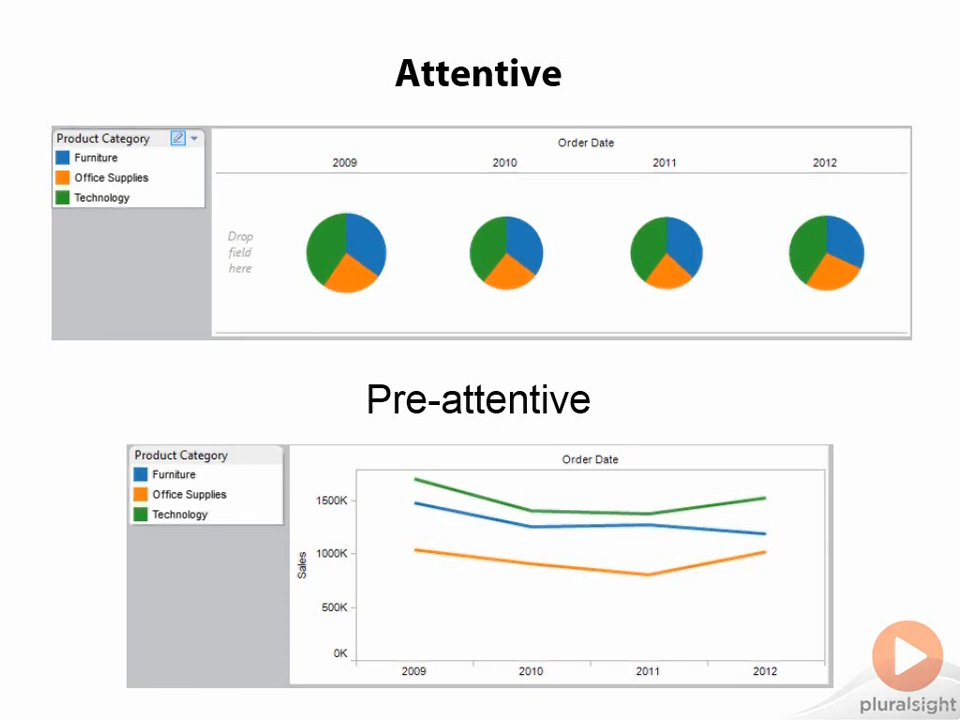 Attentive
Product Category
Furniture
Office Supplies
Technology
Order Date
2009 2010 2011 2012
Drop
field
here
Pre-attentive
Product Category
Furniture
Office Supplies
Technology
Order Date
Sales
1500K
1000K
500K
0K
2009 2010 2011 2012
pluralsight